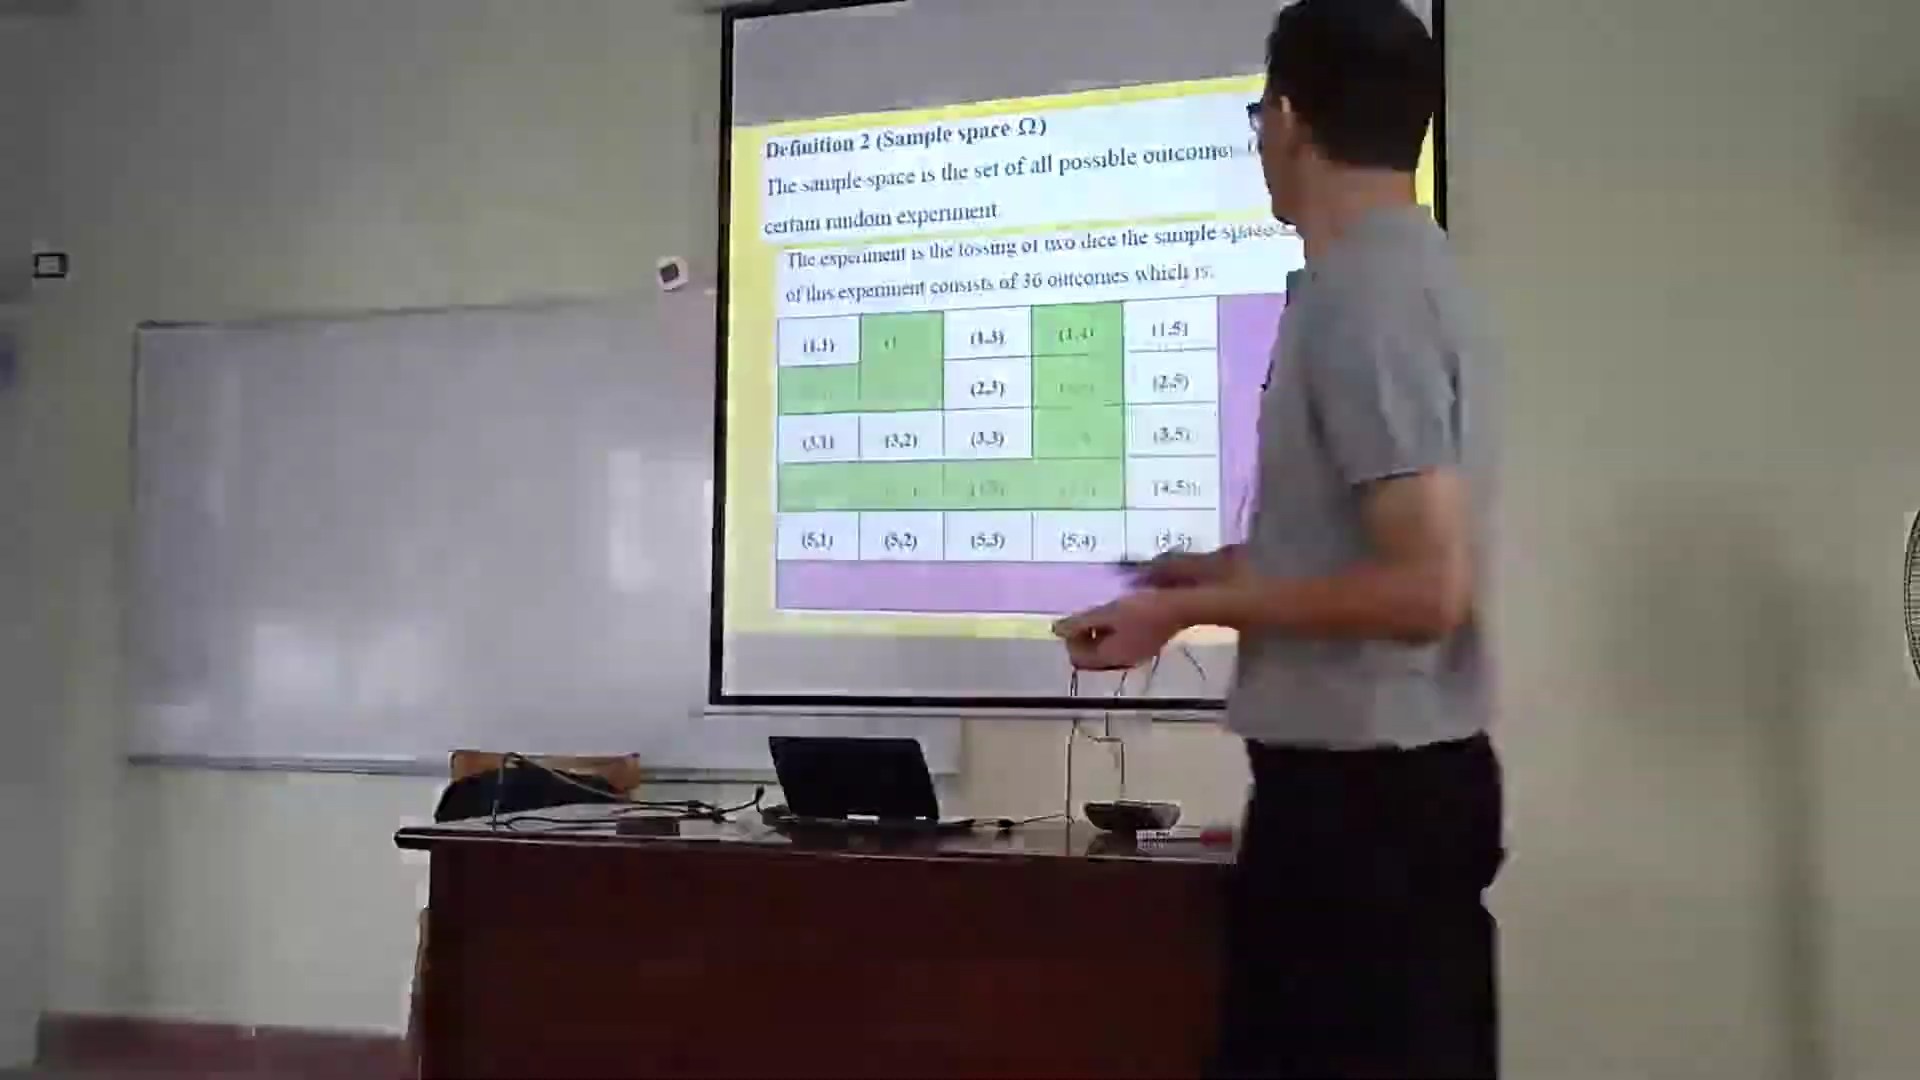 Definition 2 (Sample space Ω)
The sample space is the set of all possible outcomes
certain random experiment
The experiment is the tossing of two dice the sample space
of this experiment consists of 36 outcomes which is:
(1,1) (1,3) (1,4) (1,5)
(2,3) (2,5)
(3,1) (3,2) (3,3) (3,5)
(4,5)
(5,1) (5,2) (5,3) (5,4) (5,5)